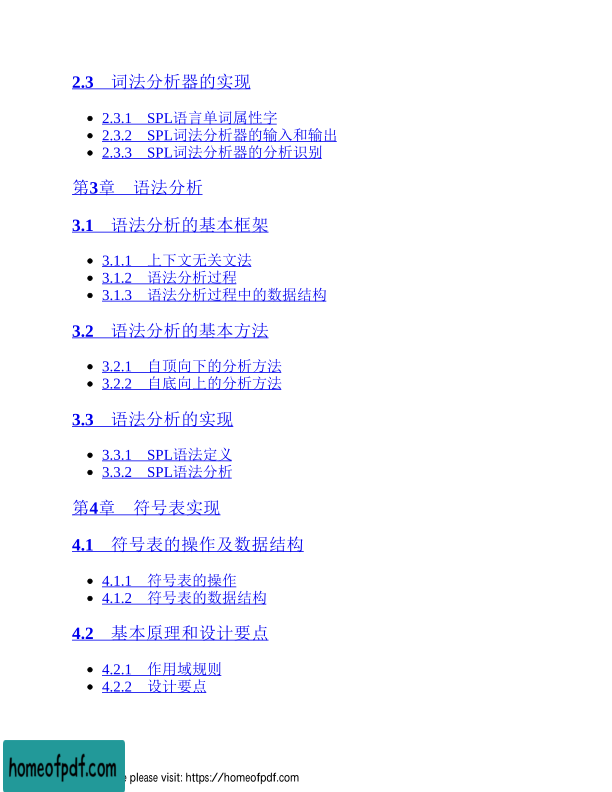 2.3 词法分析器的实现
2.3.1 SPL语言单词属性字
2.3.2 SPL词法分析器的输入和输出
2.3.3 SPL词法分析器的分析识别
第3章 语法分析
3.1 语法分析的基本框架
3.1.1 上下文无关文法
3.1.2 语法分析过程
3.1.3 语法分析过程中的数据结构
3.2 语法分析的基本方法
3.2.1 自顶向下的分析方法
3.2.2 自底向上的分析方法
3.3 语法分析的实现
3.3.1 SPL语法定义
3.3.2 SPL语法分析
第4章 符号表实现
4.1 符号表的操作及数据结构
4.1.1 符号表的操作
4.1.2 符号表的数据结构
4.2 基本原理和设计要点
4.2.1 作用域规则
4.2.2 设计要点
homeofpdf.com
please visit: https://homeofpdf.com